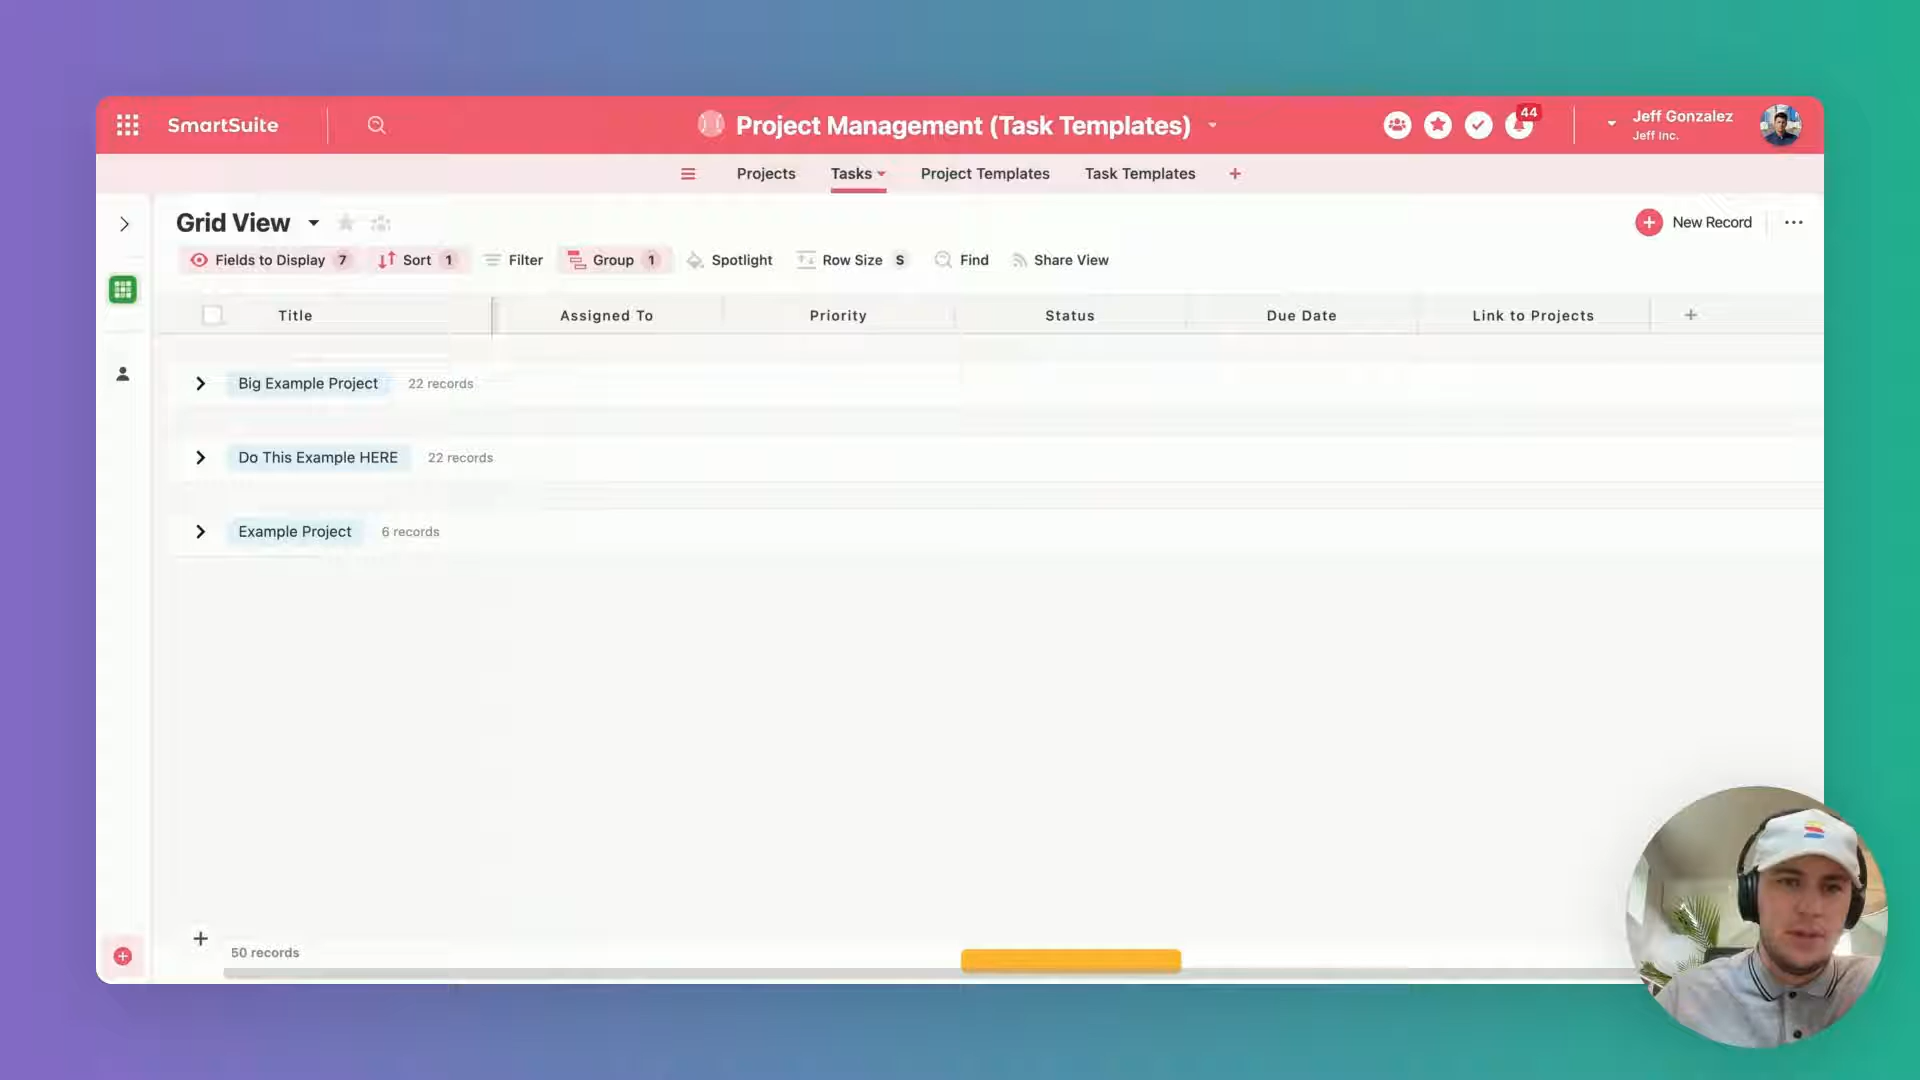 SmartSuite
Project Management (Task Templates)
44
Jeff Gonzalez
Jeff Inc.
Projects
Tasks
Project Templates
Task Templates
Grid View
New Record
Fields to Display 7
Sort 1
Filter
Group 1
Spotlight
Row Size S
Find
Share View
Title
Assigned To
Priority
Status
Due Date
Link to Projects
Big Example Project 22 records
Do This Example HERE 22 records
Example Project 6 records
50 records